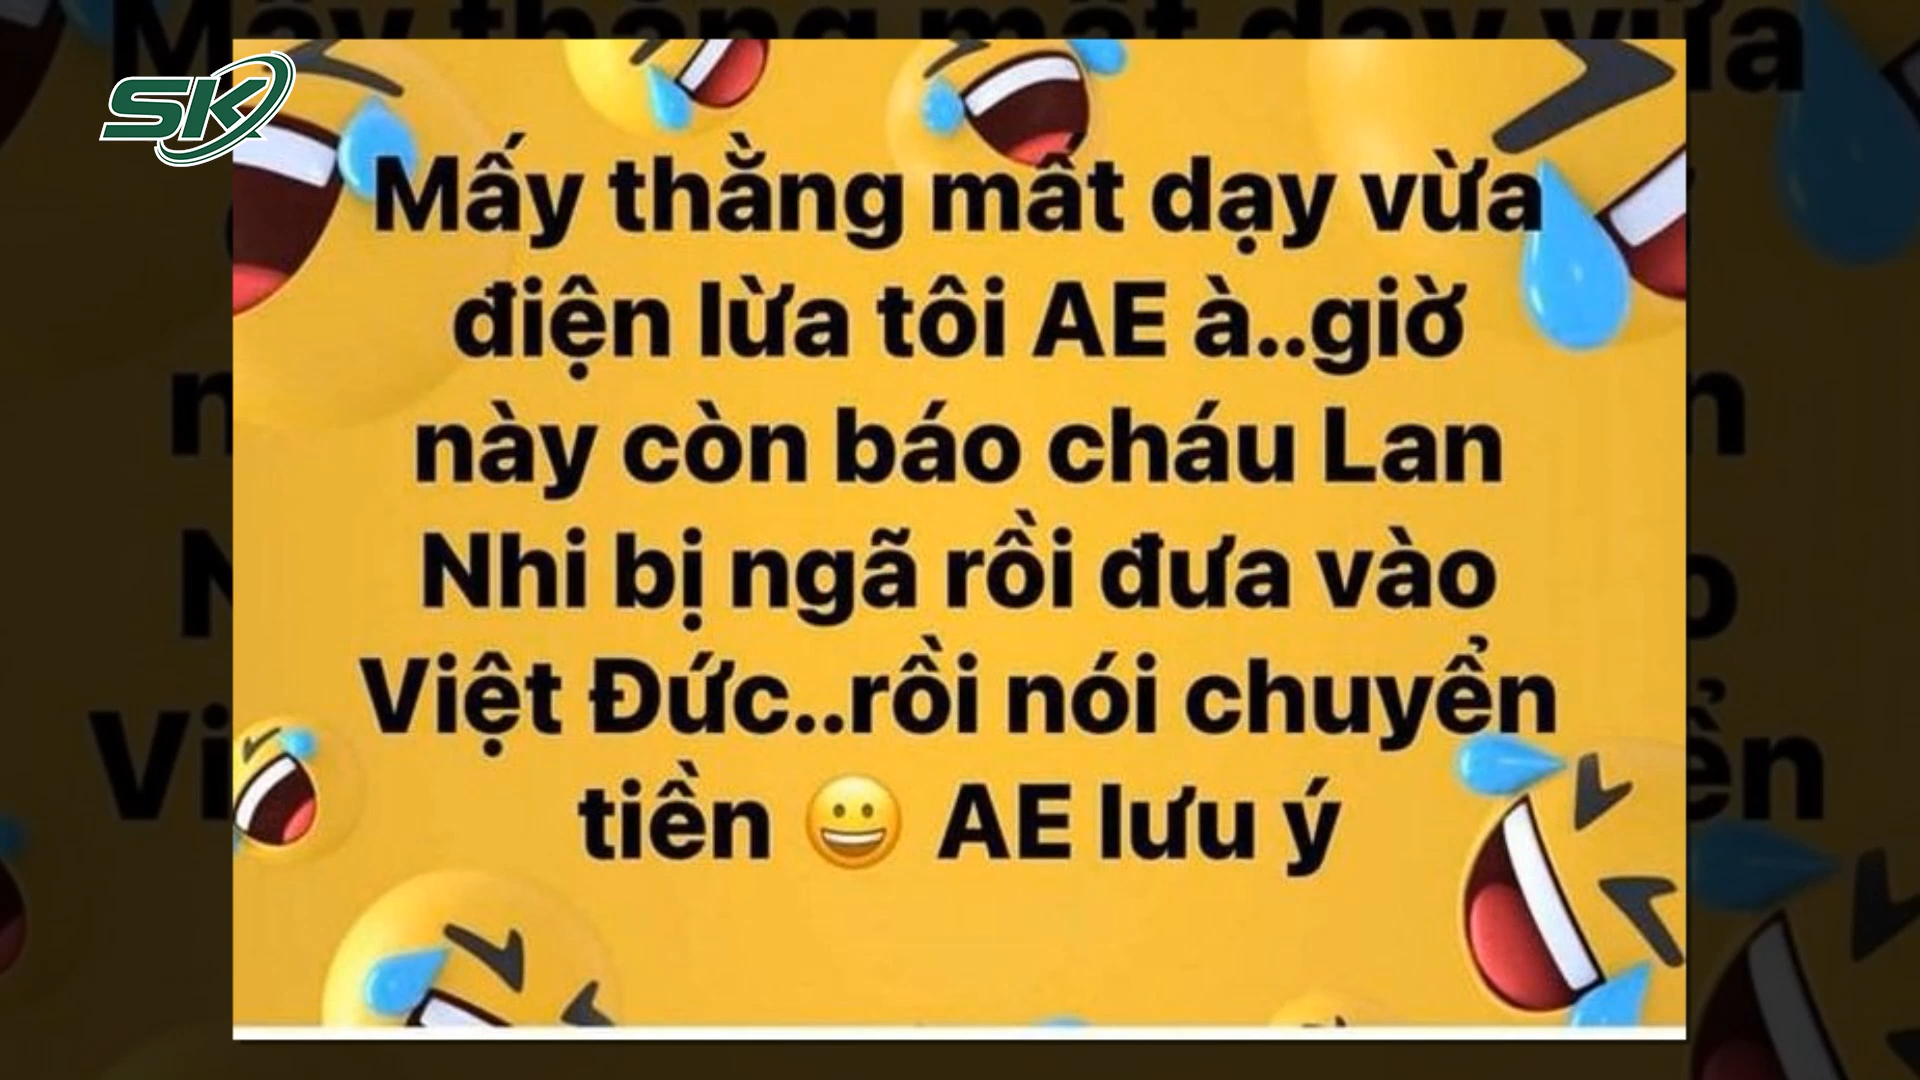 SK
Mấy thằng mất dạy vừa
điện lừa tôi AE à..giờ
này còn báo cháu Lan
Nhi bị ngã rồi đưa vào
Việt Đức..rồi nói chuyển
tiền 😀 AE lưu ý